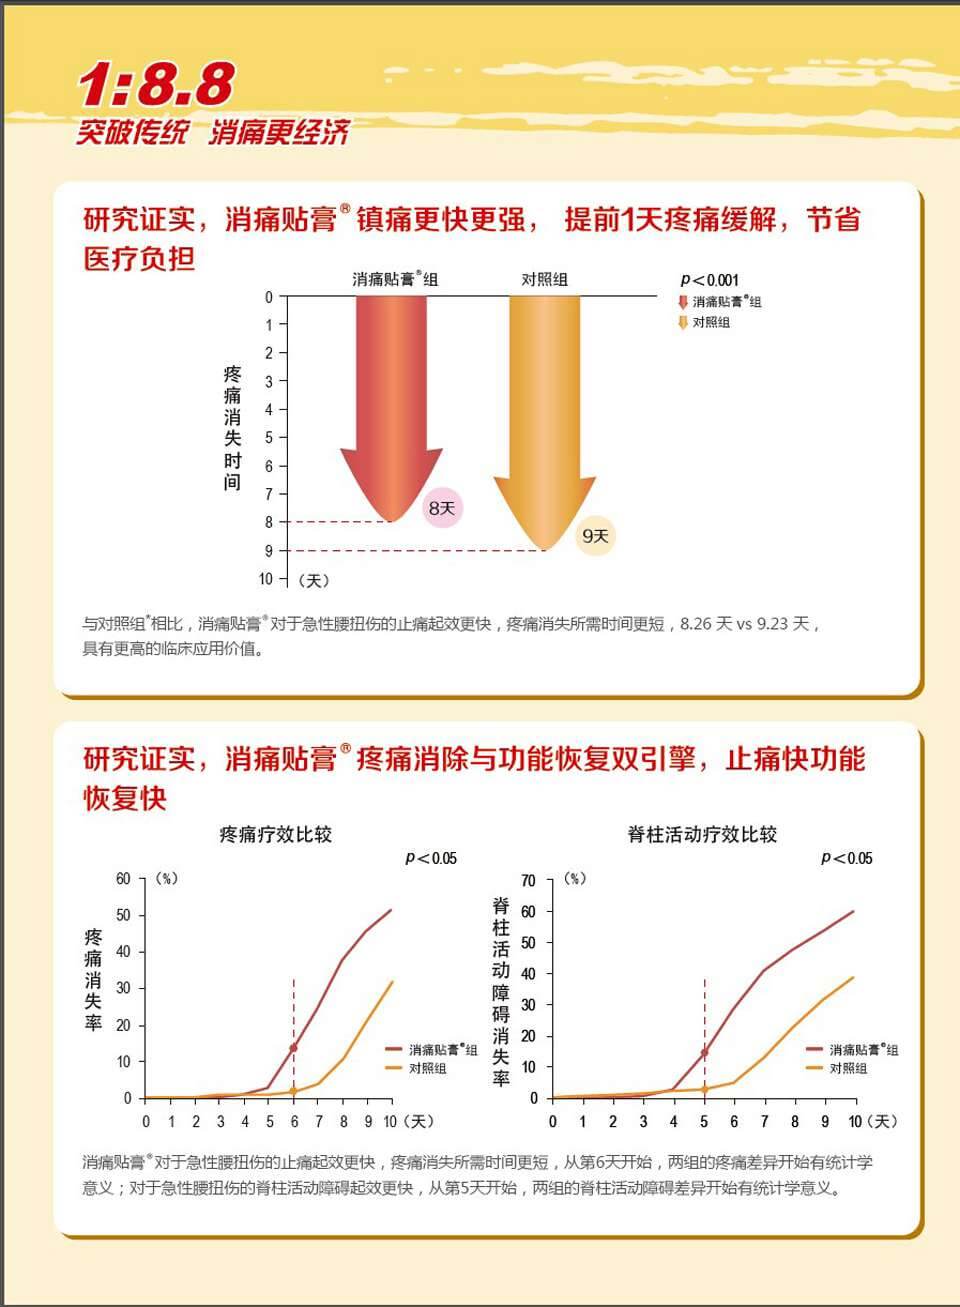 1:8.8
突破传统 消痛更经济
研究证实，消痛贴膏®镇痛更快更强， 提前1天疼痛缓解，节省
医疗负担
消痛贴膏®组
对照组
p＜0.001
消痛贴膏®组
对照组
疼痛消失时间
0
1
2
3
4
5
6
7
8
9
10
（天）
8天
9天
与对照组*相比，消痛贴膏®对于急性腰扭伤的止痛起效更快，疼痛消失所需时间更短，8.26 天 vs 9.23 天，
具有更高的临床应用价值。
研究证实，消痛贴膏®疼痛消除与功能恢复双引擎，止痛快功能
恢复快
疼痛疗效比较
p＜0.05
（%）
疼痛消失率
60
50
40
30
20
10
0
消痛贴膏®组
对照组
0 1 2 3 4 5 6 7 8 9 10（天）
脊柱活动疗效比较
p＜0.05
（%）
脊柱活动障碍消失率
70
60
50
40
30
20
10
0
消痛贴膏®组
对照组
0 1 2 3 4 5 6 7 8 9 10（天）
消痛贴膏®对于急性腰扭伤的止痛起效更快，疼痛消失所需时间更短，从第6天开始，两组的疼痛差异开始有统计学
意义；对于急性腰扭伤的脊柱活动障碍起效更快，从第5天开始，两组的脊柱活动障碍差异开始有统计学意义。